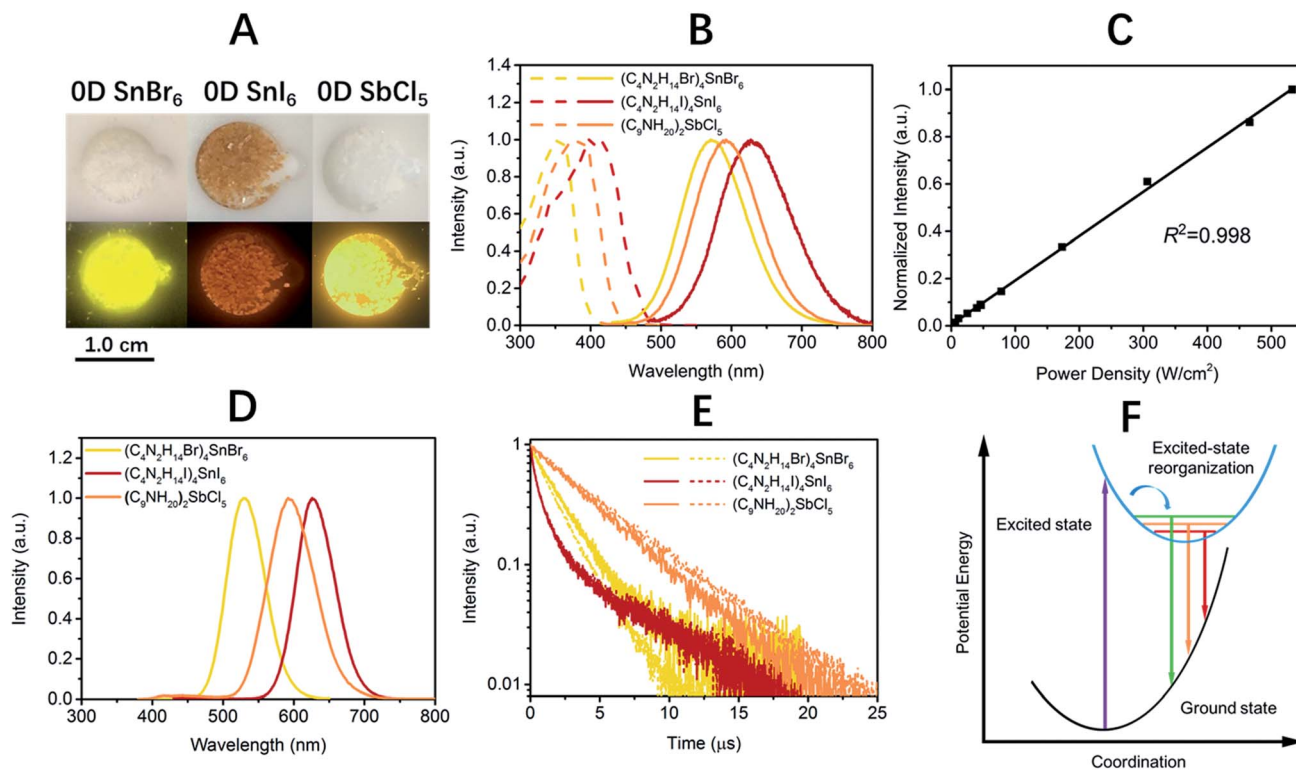 A
0D SnBr₆ 0D SnI₆ 0D SbCl₅
1.0 cm
B
1.4
1.2
1.0
0.8
0.6
0.4
0.2
0.0
Intensity (a.u.)
(C₄N₂H₁₄Br)₄SnBr₆
(C₄N₂H₁₄I)₄SnI₆
(C₉NH₂₀)₂SbCl₅
300 400 500 600 700 800
Wavelength (nm)
C
1.0
0.8
0.6
0.4
0.2
0.0
Normalized Intensity (a.u.)
R²=0.998
0 100 200 300 400 500
Power Density (W/cm²)
D
1.2
1.0
0.8
0.6
0.4
0.2
0.0
Intensity (a.u.)
(C₄N₂H₁₄Br)₄SnBr₆
(C₄N₂H₁₄I)₄SnI₆
(C₉NH₂₀)₂SbCl₅
300 400 500 600 700 800
Wavelength (nm)
E
1
0.1
0.01
Intensity (a.u.)
(C₄N₂H₁₄Br)₄SnBr₆
(C₄N₂H₁₄I)₄SnI₆
(C₉NH₂₀)₂SbCl₅
0 5 10 15 20 25
Time (μs)
F
Excited-state
reorganization
Excited state
Potential Energy
Ground state
Coordination